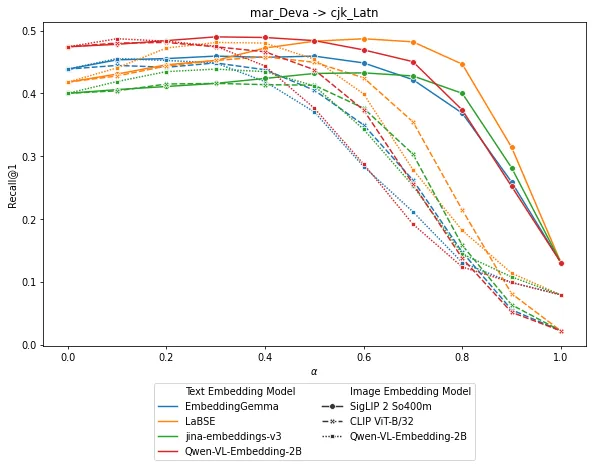 mar_Deva -> cjk_Latn
0.5
0.4
0.3
0.2
0.1
0.0
Recall@1
0.0 0.2 0.4 0.6 0.8 1.0
α
Text Embedding Model Image Embedding Model
EmbeddingGemma SigLIP 2 So400m
LaBSE CLIP ViT-B/32
jina-embeddings-v3 Qwen-VL-Embedding-2B
Qwen-VL-Embedding-2B